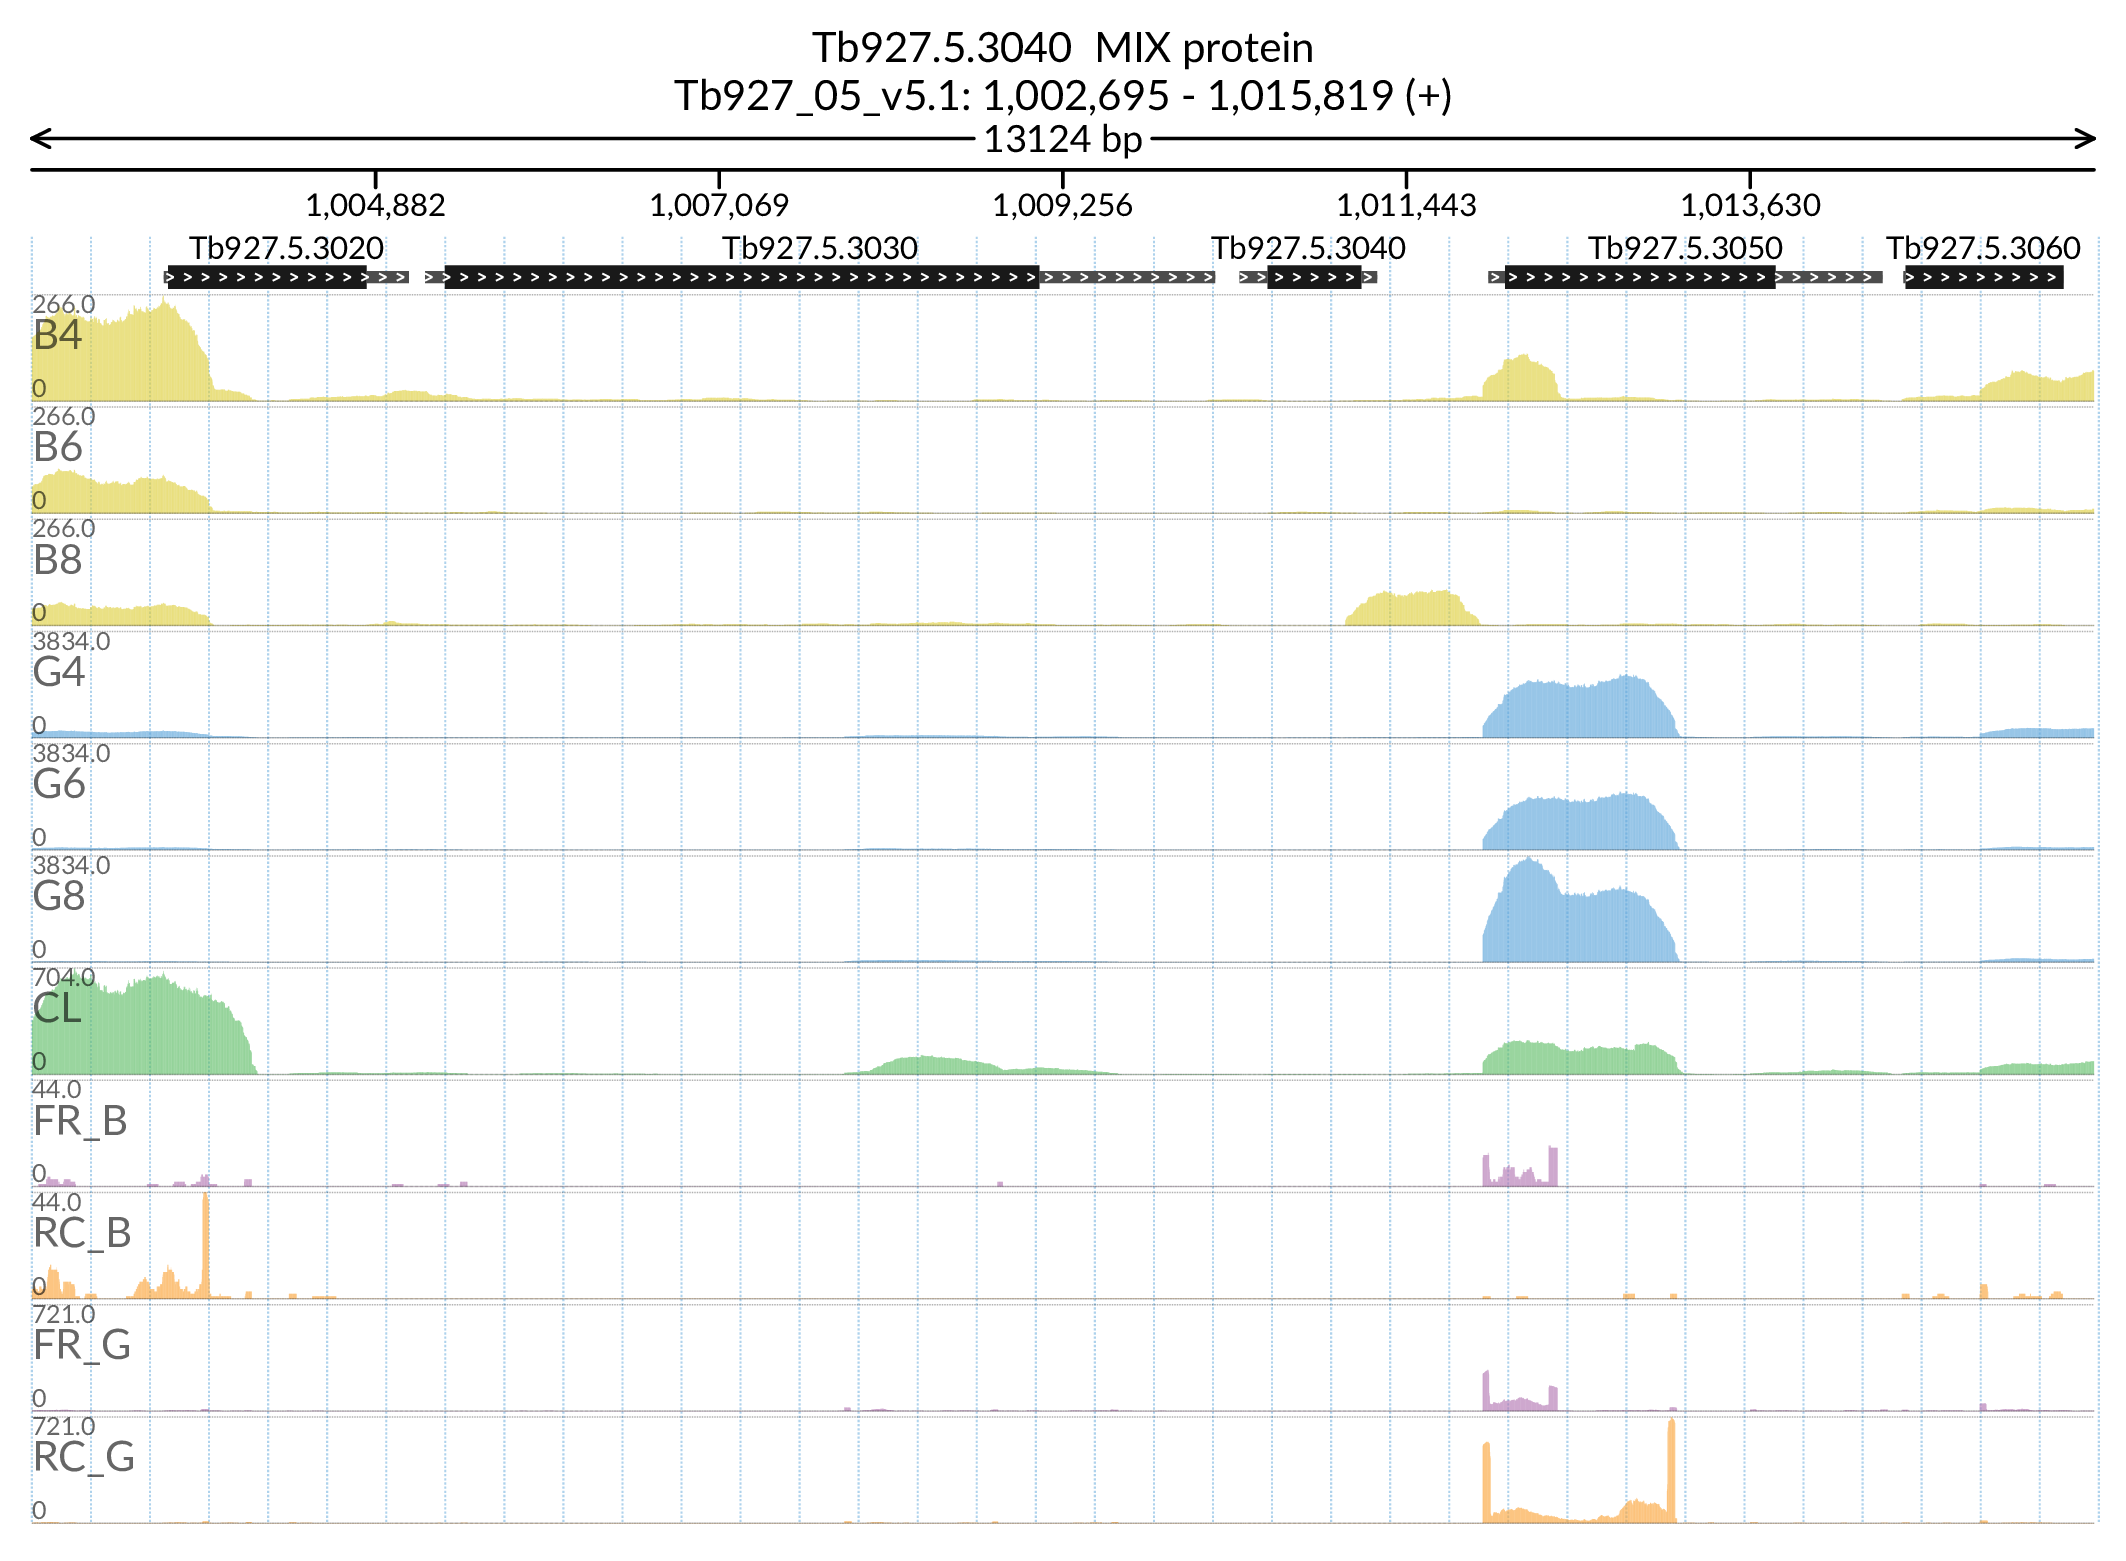 Tb927.5.3040  MIX protein
Tb927_05_v5.1: 1,002,695 - 1,015,819 (+)
13124 bp
1,004,882 1,007,069 1,009,256 1,011,443 1,013,630
Tb927.5.3020 Tb927.5.3030 Tb927.5.3040 Tb927.5.3050 Tb927.5.3060
266.0
B4
0
266.0
B6
0
266.0
B8
0
3834.0
G4
0
3834.0
G6
0
3834.0
G8
0
704.0
CL
0
44.0
FR_B
0
44.0
RC_B
0
721.0
FR_G
0
721.0
RC_G
0